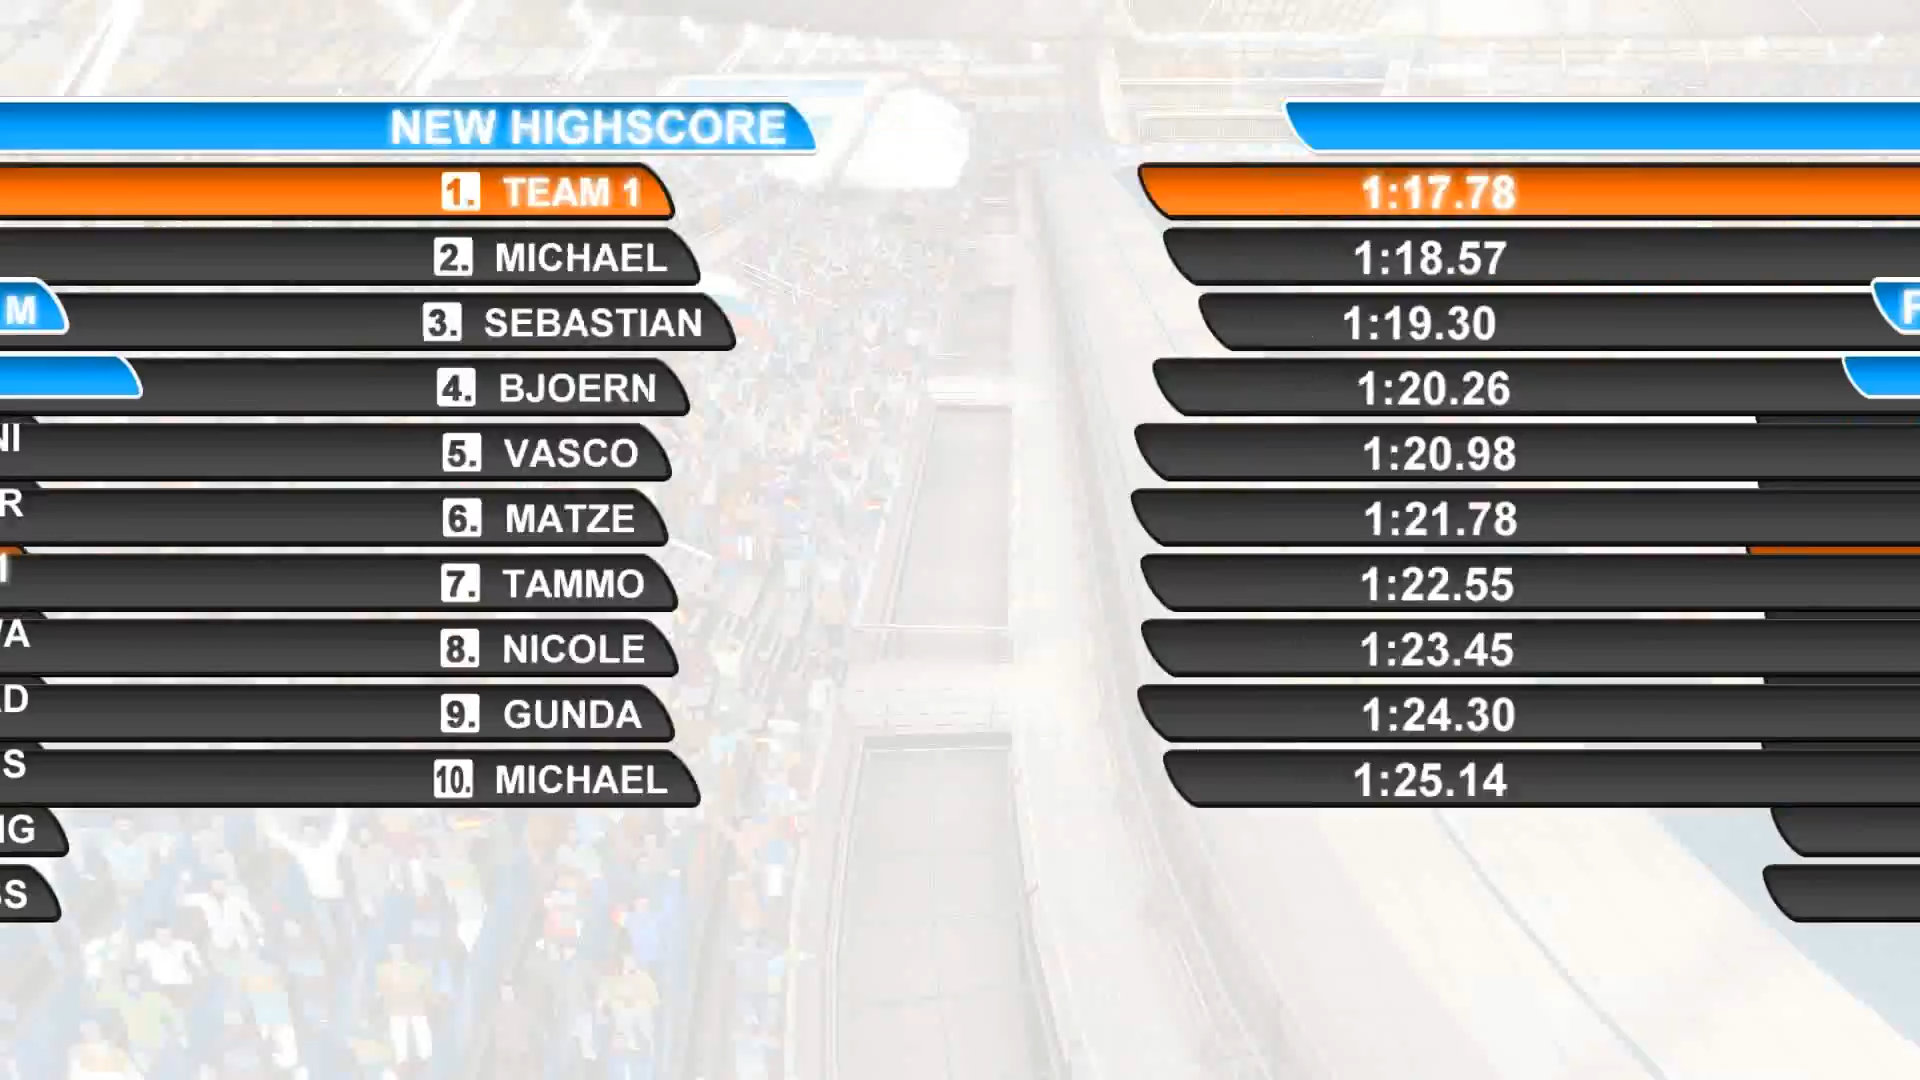 NEW HIGHSCORE
1. TEAM 1 1:17.78
2. MICHAEL 1:18.57
M 3. SEBASTIAN 1:19.30
4. BJOERN 1:20.26
NI 5. VASCO 1:20.98
R 6. MATZE 1:21.78
7. TAMMO 1:22.55
8. NICOLE 1:23.45
D 9. GUNDA 1:24.30
S 10. MICHAEL 1:25.14